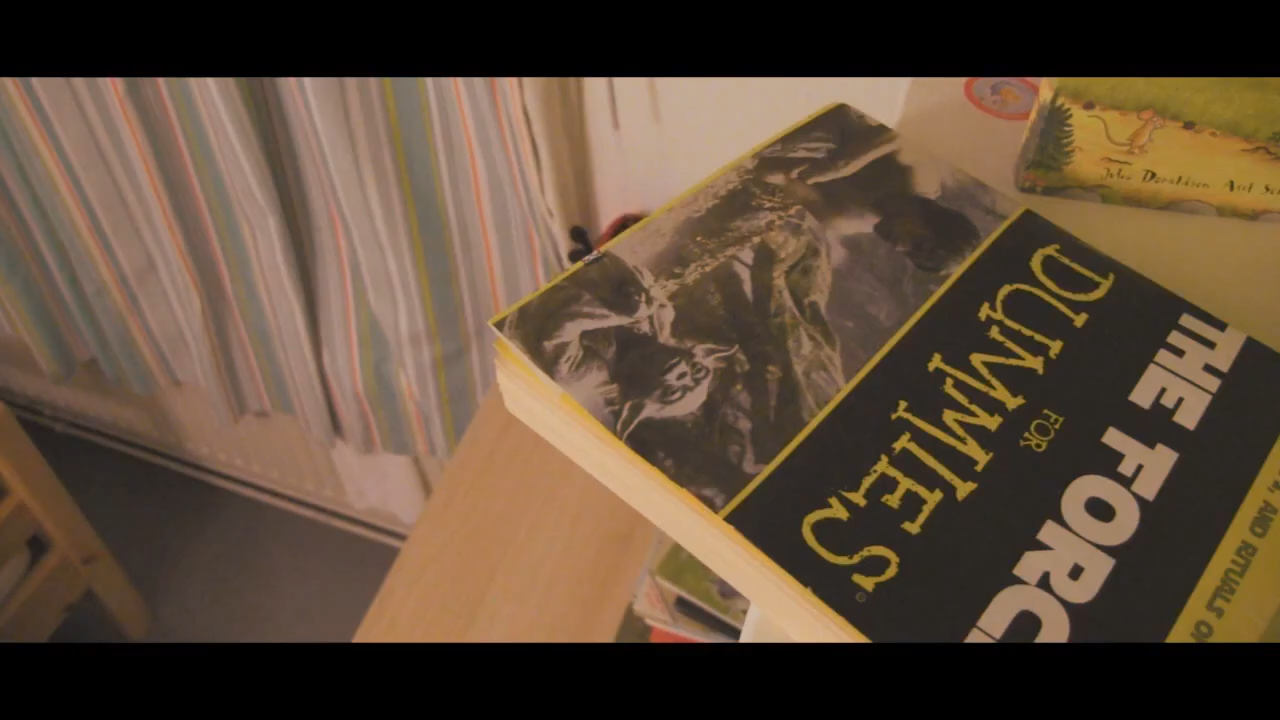 THE FORC
FOR
DUMMIES®
, AND RITUALS O
Julia Donaldson Axel Sc